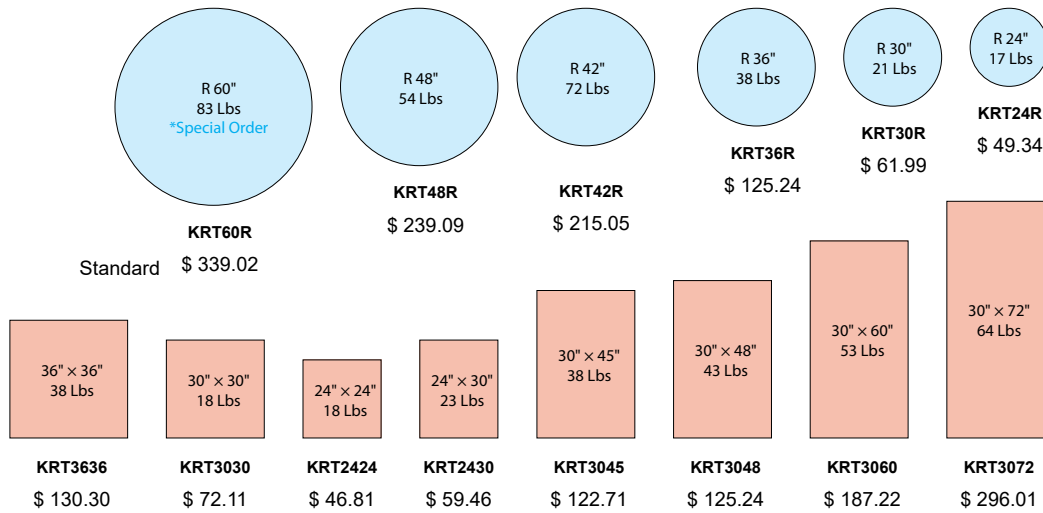 R 60"
83 Lbs
*Special Order
KRT60R
$ 339.02
R 48"
54 Lbs
KRT48R
$ 239.09
R 42"
72 Lbs
KRT42R
$ 215.05
R 36"
38 Lbs
KRT36R
$ 125.24
R 30"
21 Lbs
KRT30R
$ 61.99
R 24"
17 Lbs
KRT24R
$ 49.34
Standard
36" × 36"
38 Lbs
KRT3636
$ 130.30
30" × 30"
18 Lbs
KRT3030
$ 72.11
24" × 24"
18 Lbs
KRT2424
$ 46.81
24" × 30"
23 Lbs
KRT2430
$ 59.46
30" × 45"
38 Lbs
KRT3045
$ 122.71
30" × 48"
43 Lbs
KRT3048
$ 125.24
30" × 60"
53 Lbs
KRT3060
$ 187.22
30" × 72"
64 Lbs
KRT3072
$ 296.01